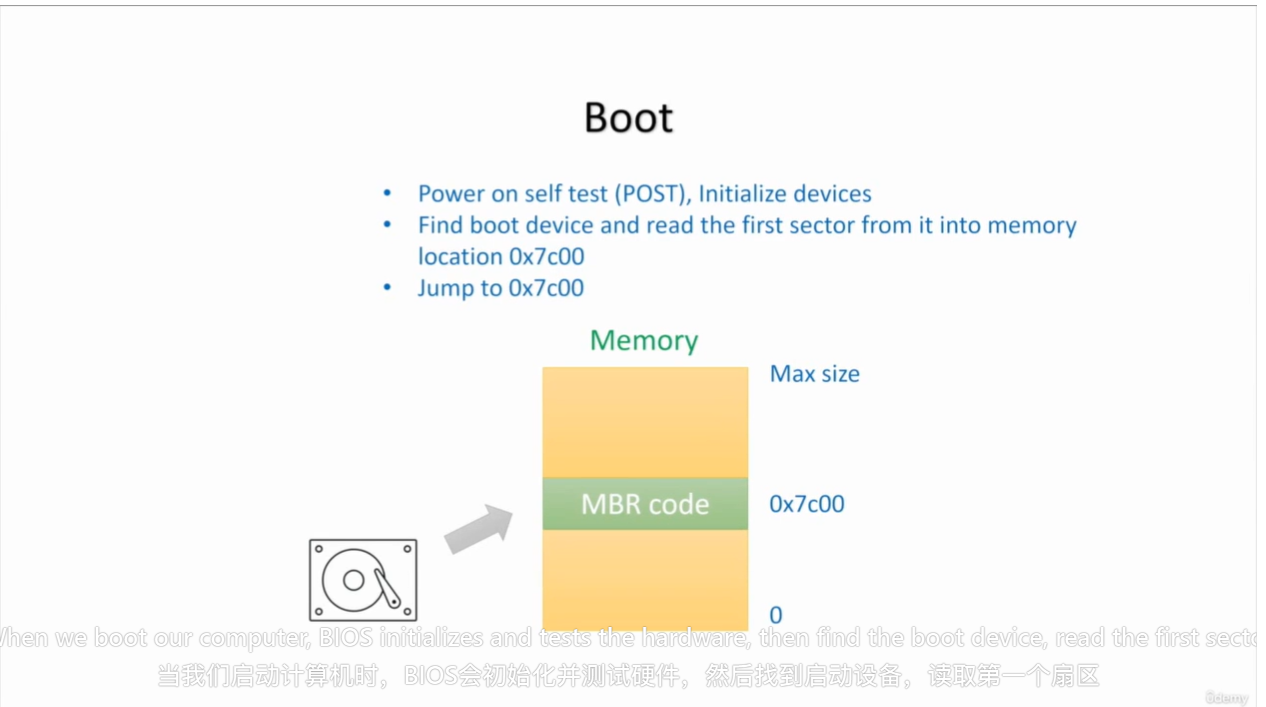 Boot
• Power on self test (POST), Initialize devices
• Find boot device and read the first sector from it into memory
location 0x7c00
• Jump to 0x7c00
Memory
Max size
MBR code
0x7c00
0
we boot our computer, BIOS initializes and tests the hardware, then find the boot device, read the first
当我们启动计算机时，BIOS会初始化并测试硬件，然后找到启动设备，读取第一个扇区
ûdemy